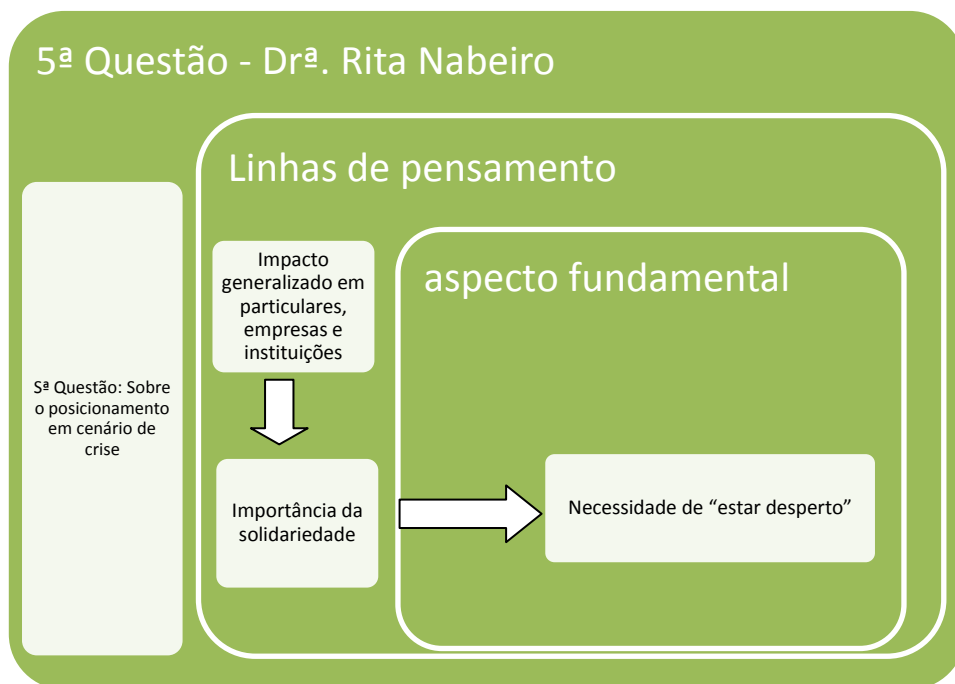 5ª Questão - Drª. Rita Nabeiro
Linhas de pensamento
Impacto
generalizado em
particulares,
empresas e
instituições
aspecto fundamental
Sª Questão: Sobre
o posicionamento
em cenário de
crise
Importância da
solidariedade
Necessidade de “estar desperto”